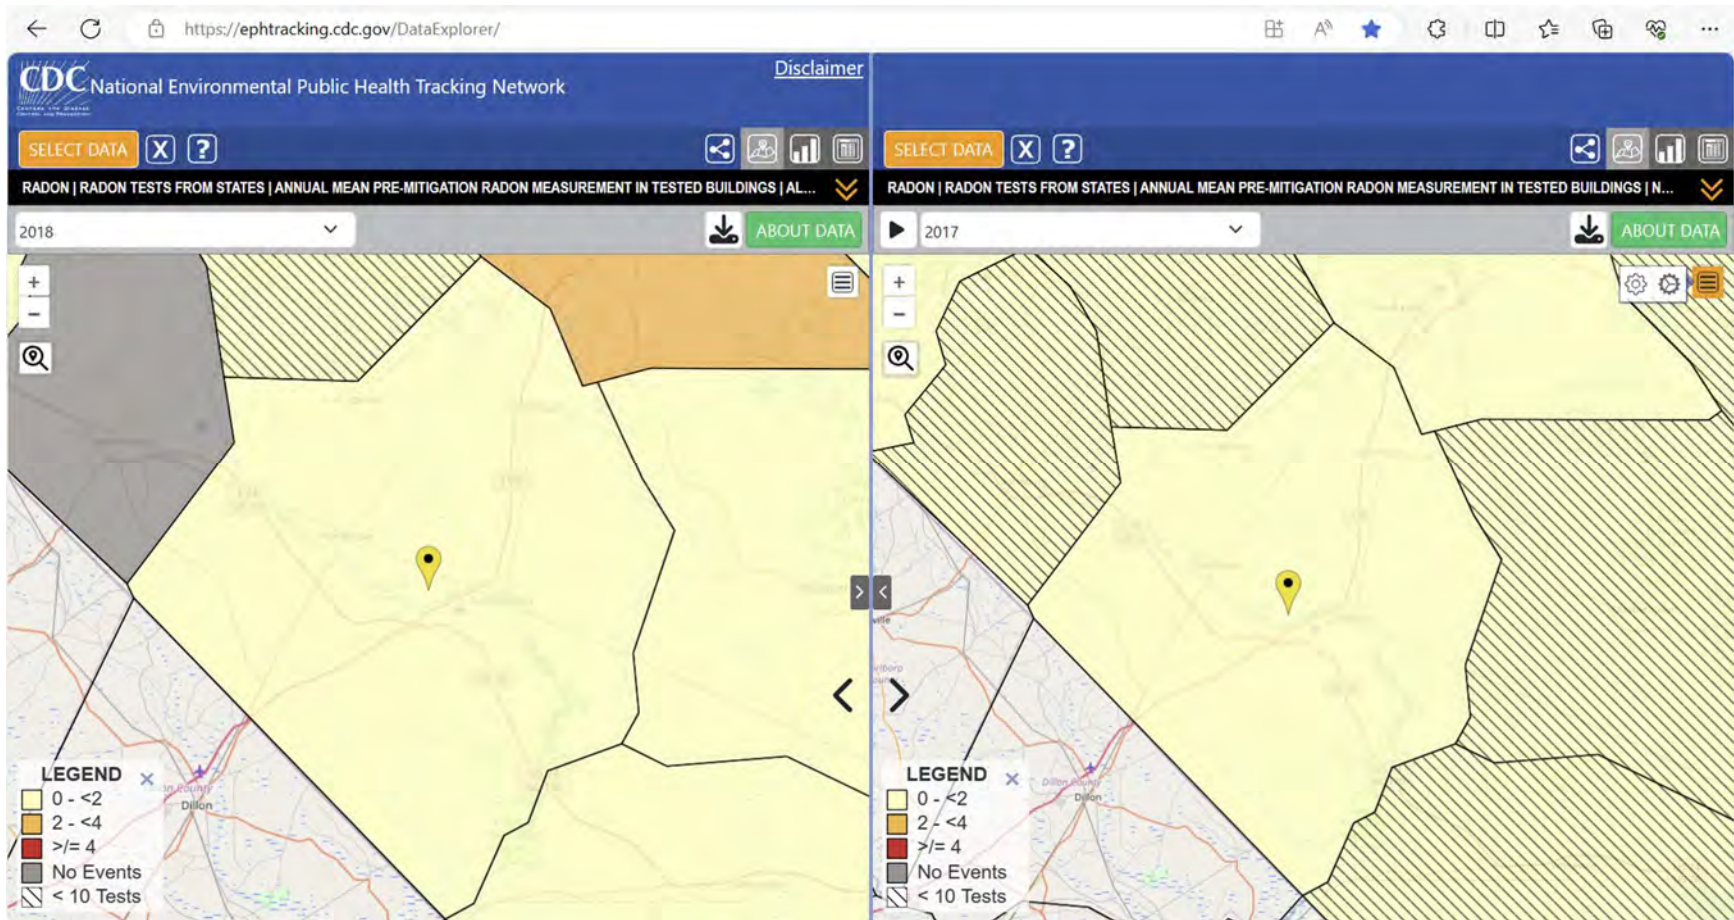 https://ephtracking.cdc.gov/DataExplorer/
CDC National Environmental Public Health Tracking Network
Disclaimer
SELECT DATA X ?
RADON | RADON TESTS FROM STATES | ANNUAL MEAN PRE-MITIGATION RADON MEASUREMENT IN TESTED BUILDINGS | AL...
2018
ABOUT DATA
+
−
Dillon
LEGEND ×
0 - <2
2 - <4
>/= 4
No Events
< 10 Tests
SELECT DATA X ?
RADON | RADON TESTS FROM STATES | ANNUAL MEAN PRE-MITIGATION RADON MEASUREMENT IN TESTED BUILDINGS | N...
2017
ABOUT DATA
+
−
ville
Dillon County
Dillon
LEGEND ×
0 - <2
2 - <4
>/= 4
No Events
< 10 Tests